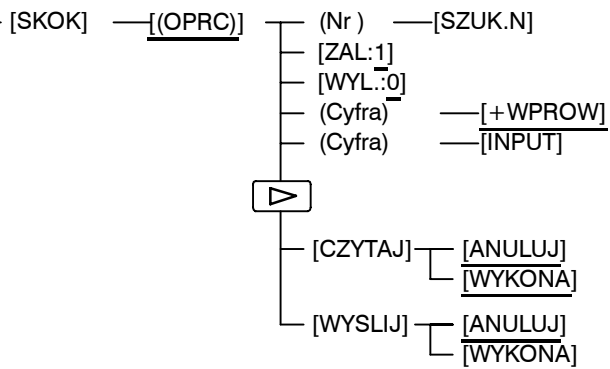 [SKOK] [(OPRC)] (Nr ) [SZUK.N]
[ZAL:1]
[WYL.:0]
(Cyfra) [+WPROW]
(Cyfra) [INPUT]
[CZYTAJ] [ANULUJ]
[WYKONA]
[WYSLIJ] [ANULUJ]
[WYKONA]